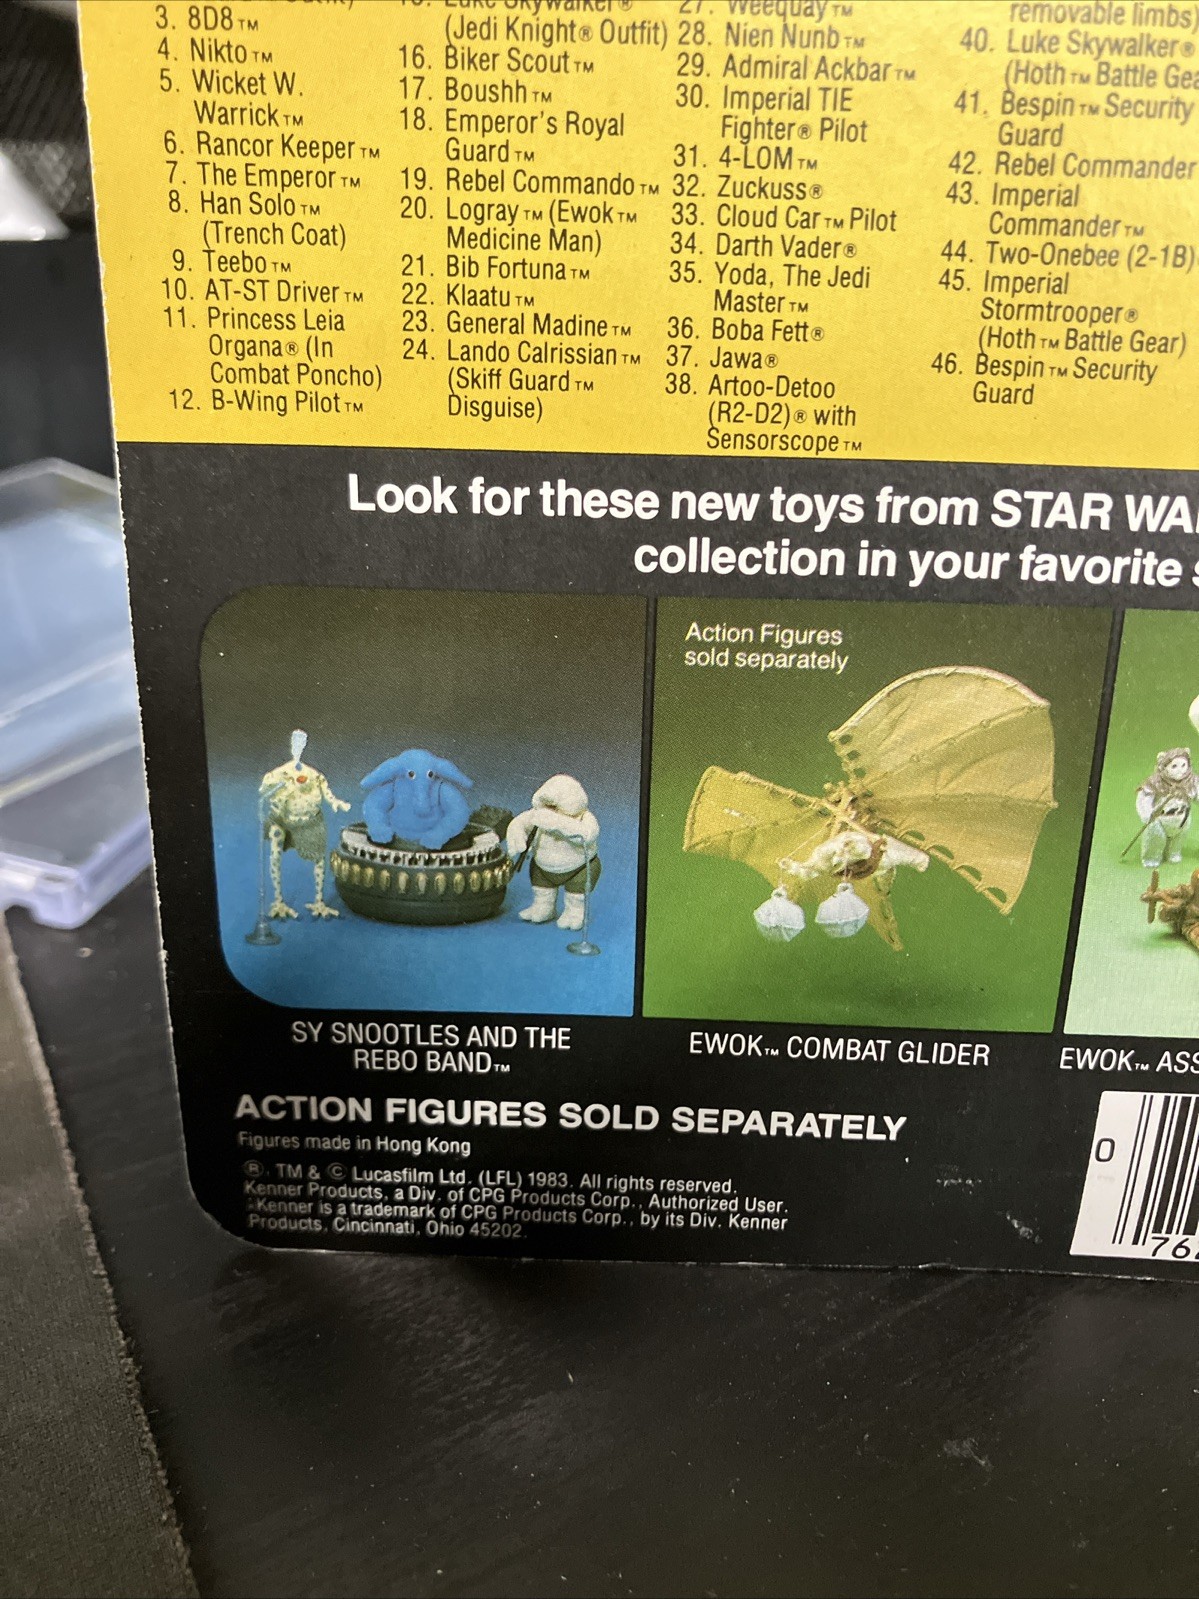 3. 8D8™
4. Nikto™
5. Wicket W.
Warrick™
6. Rancor Keeper™
7. The Emperor™
8. Han Solo™
(Trench Coat)
9. Teebo™
10. AT-ST Driver™
11. Princess Leia
Organa® (In
Combat Poncho)
12. B-Wing Pilot™
Luke Skywalker®
(Jedi Knight® Outfit)
16. Biker Scout™
17. Boushh™
18. Emperor's Royal
Guard™
19. Rebel Commando™
20. Logray™ (Ewok™
Medicine Man)
21. Bib Fortuna™
22. Klaatu™
23. General Madine™
24. Lando Calrissian™
(Skiff Guard™
Disguise)
27. Weequay™
28. Nien Nunb™
29. Admiral Ackbar™
30. Imperial TIE
Fighter® Pilot
31. 4-LOM™
32. Zuckuss®
33. Cloud Car™ Pilot
34. Darth Vader®
35. Yoda, The Jedi
Master™
36. Boba Fett®
37. Jawa®
38. Artoo-Detoo
(R2-D2)® with
Sensorscope™
removable limbs)
40. Luke Skywalker®
(Hoth™ Battle Gea
41. Bespin™ Security
Guard
42. Rebel Commander
43. Imperial
Commander™
44. Two-Onebee (2-1B)
45. Imperial
Stormtrooper®
(Hoth™ Battle Gear)
46. Bespin™ Security
Guard
Look for these new toys from STAR WA
collection in your favorite s
Action Figures
sold separately
SY SNOOTLES AND THE
REBO BAND™
EWOK™ COMBAT GLIDER
EWOK™ ASS
ACTION FIGURES SOLD SEPARATELY
Figures made in Hong Kong
®, TM & © Lucasfilm Ltd. (LFL) 1983. All rights reserved.
Kenner Products, a Div. of CPG Products Corp., Authorized User.
Kenner is a trademark of CPG Products Corp., by its Div. Kenner
Products, Cincinnati, Ohio 45202.
0
76